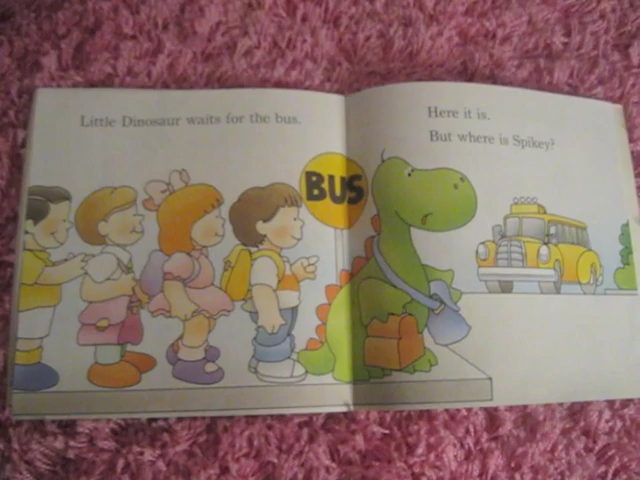 Little Dinosaur waits for the bus.
BUS
Here it is.
But where is Spikey?